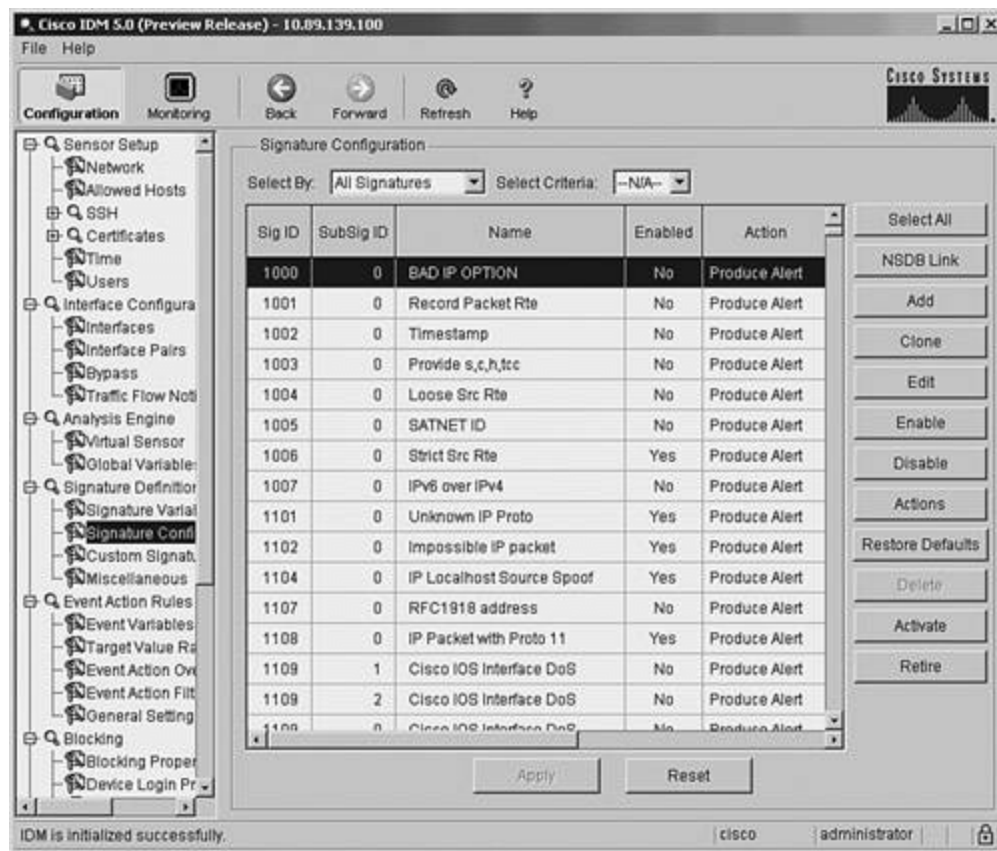 Cisco IDM 5.0 (Preview Release) - 10.89.139.100
File Help
Configuration Monitoring Back Forward Refresh Help
CISCO SYSTEMS
Sensor Setup
Network
Allowed Hosts
SSH
Certificates
Time
Users
Interface Configura
Interfaces
Interface Pairs
Bypass
Traffic Flow Noti
Analysis Engine
Virtual Sensor
Global Variable
Signature Definition
Signature Varial
Signature Confi
Custom Signat
Miscellaneous
Event Action Rules
Event Variables
Target Value Ra
Event Action Ove
Event Action Filt
General Setting
Blocking
Blocking Proper
Device Login Pr
Signature Configuration
Select By: All Signatures Select Criteria: --N/A--
Sig ID SubSig ID Name Enabled Action
1000 0 BAD IP OPTION No Produce Alert
1001 0 Record Packet Rte No Produce Alert
1002 0 Timestamp No Produce Alert
1003 0 Provide s,c,h,tcc No Produce Alert
1004 0 Loose Src Rte No Produce Alert
1005 0 SATNET ID No Produce Alert
1006 0 Strict Src Rte Yes Produce Alert
1007 0 IPv6 over IPv4 No Produce Alert
1101 0 Unknown IP Proto Yes Produce Alert
1102 0 Impossible IP packet Yes Produce Alert
1104 0 IP Localhost Source Spoof Yes Produce Alert
1107 0 RFC1918 address No Produce Alert
1108 0 IP Packet with Proto 11 Yes Produce Alert
1109 1 Cisco IOS Interface DoS No Produce Alert
1109 2 Cisco IOS Interface DoS No Produce Alert
1109 0 Cisco IOS Interface DoS No Produce Alert
Select All
NSDB Link
Add
Clone
Edit
Enable
Disable
Actions
Restore Defaults
Delete
Activate
Retire
Apply Reset
IDM is initialized successfully. cisco administrator